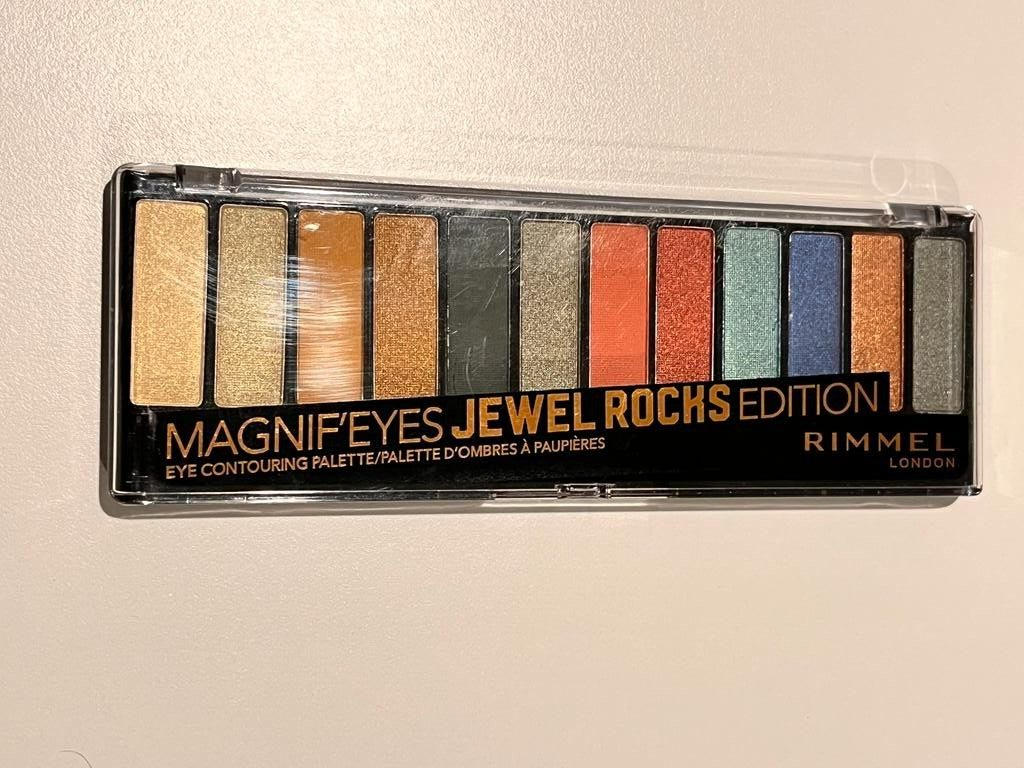 MAGNIF'EYES JEWEL ROCKS EDITION
EYE CONTOURING PALETTE/PALETTE D'OMBRES À PAUPIÈRES
RIMMEL
LONDON